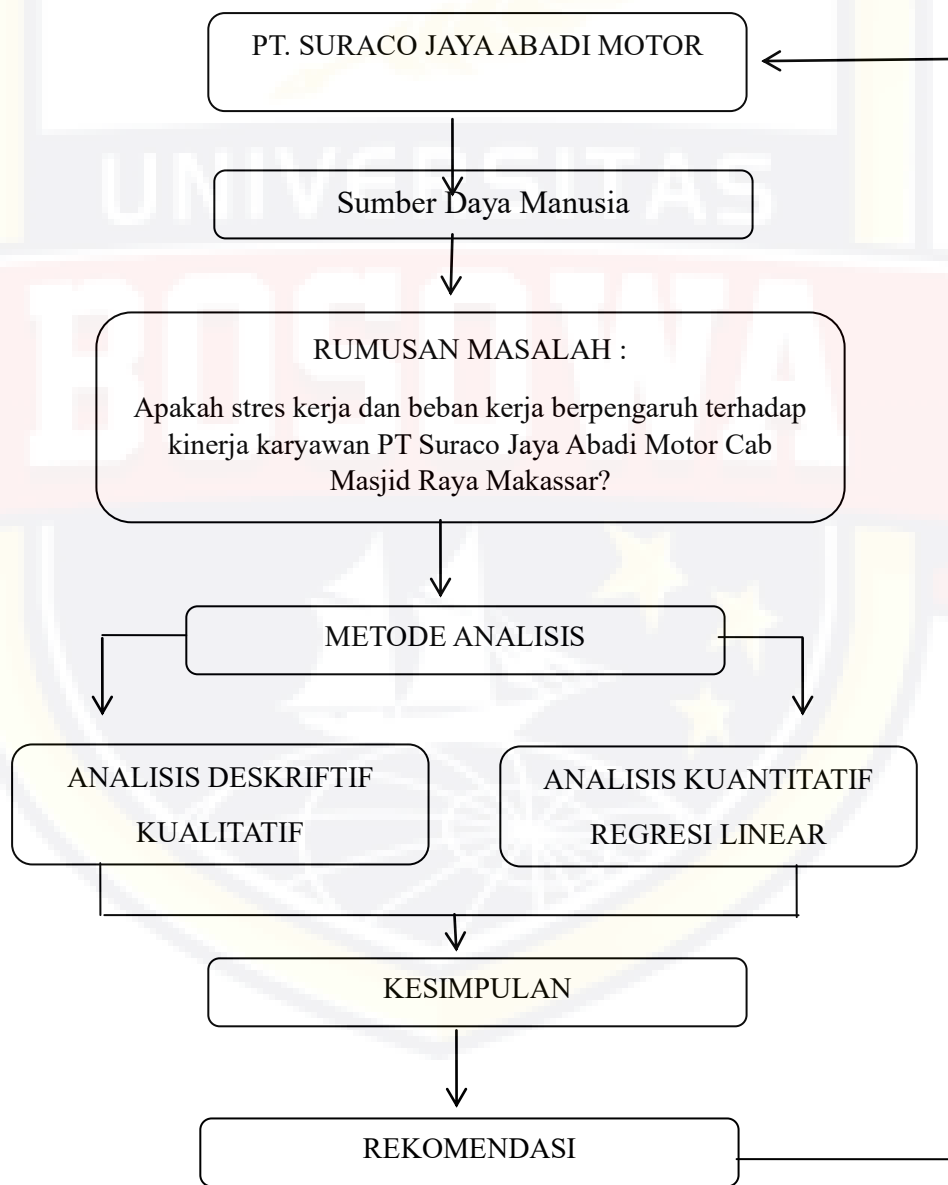 PT. SURACO JAYA ABADI MOTOR
UNIVERSITAS
Sumber Daya Manusia
BOSOWA
RUMUSAN MASALAH :
Apakah stres kerja dan beban kerja berpengaruh terhadap
kinerja karyawan PT Suraco Jaya Abadi Motor Cab
Masjid Raya Makassar?
METODE ANALISIS
ANALISIS DESKRIFTIF
KUALITATIF
ANALISIS KUANTITATIF
REGRESI LINEAR
KESIMPULAN
REKOMENDASI